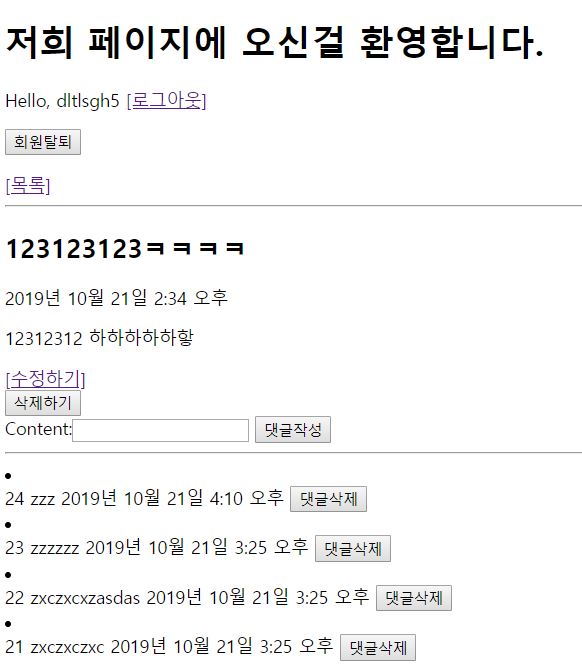 저희 페이지에 오신걸 환영합니다.
Hello, dltlsgh5 [로그아웃]
회원탈퇴
[목록]
123123123ㅋㅋㅋㅋ
2019년 10월 21일 2:34 오후
12312312 하하하하하핳
[수정하기]
삭제하기
Content: 댓글작성
24 zzz 2019년 10월 21일 4:10 오후 댓글삭제
23 zzzzzz 2019년 10월 21일 3:25 오후 댓글삭제
22 zxczxcxzasdas 2019년 10월 21일 3:25 오후 댓글삭제
21 zxczxczxc 2019년 10월 21일 3:25 오후 댓글삭제